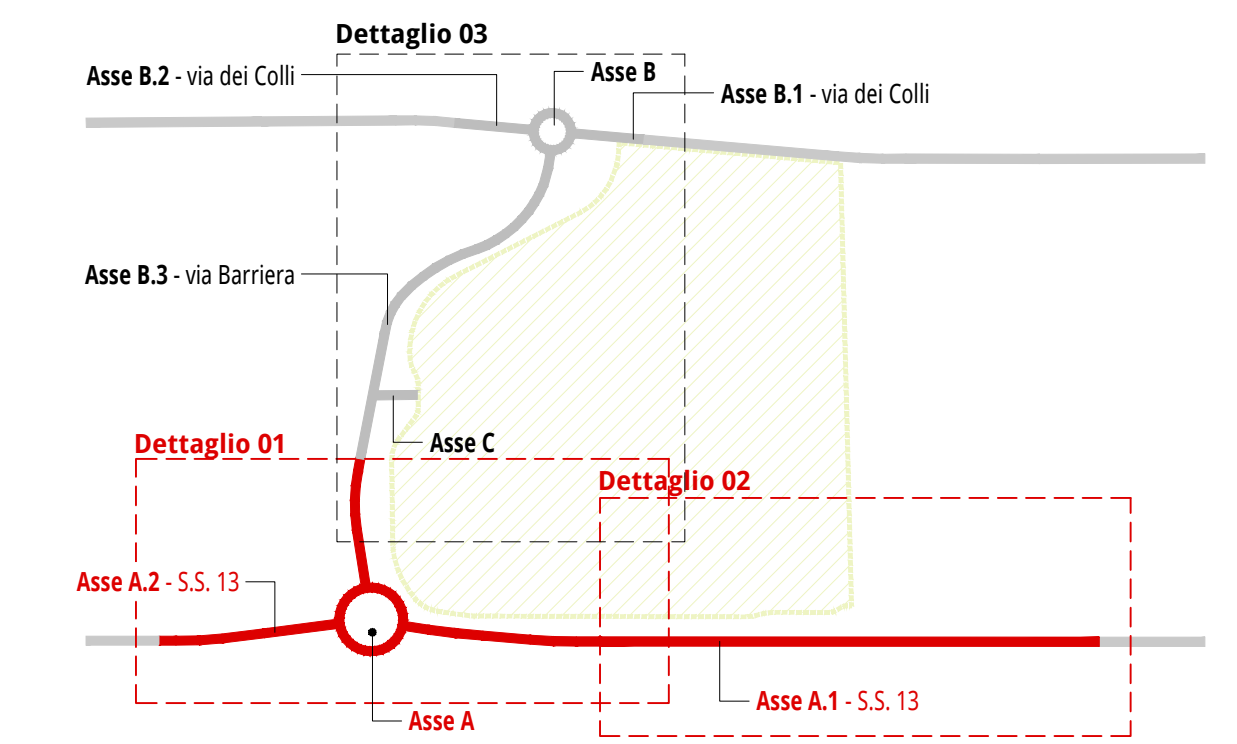 Dettaglio 03
Asse B.2 - via dei Colli
Asse B
Asse B.1 - via dei Colli
Asse B.3 - via Barriera
Dettaglio 01
Asse C
Dettaglio 02
Asse A.2 - S.S. 13
Asse A.1 - S.S. 13
Asse A